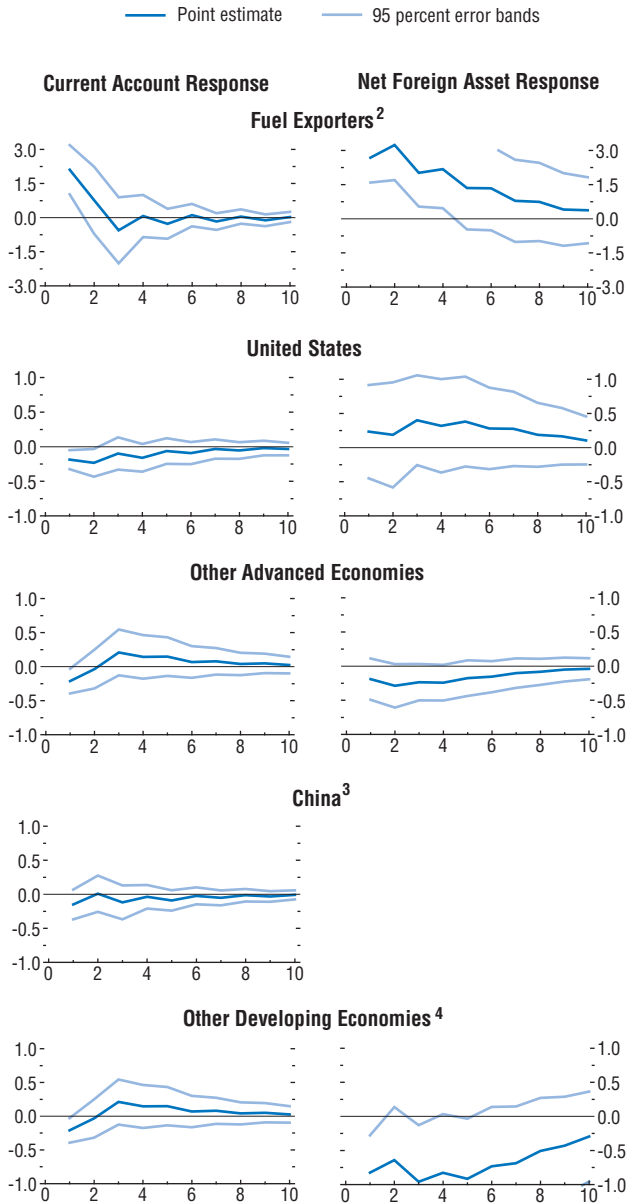 Point estimate 95 percent error bands
Current Account Response Net Foreign Asset Response
Fuel Exporters 2
3.0 3.0
1.5 1.5
0.0 0.0
-1.5 -1.5
-3.0 -3.0
0 2 4 6 8 10 0 2 4 6 8 10
United States
1.0 1.0
0.5 0.5
0.0 0.0
-0.5 -0.5
-1.0 -1.0
0 2 4 6 8 10 0 2 4 6 8 10
Other Advanced Economies
1.0 1.0
0.5 0.5
0.0 0.0
-0.5 -0.5
-1.0 -1.0
0 2 4 6 8 10 0 2 4 6 8 10
China 3
1.0
0.5
0.0
-0.5
-1.0
0 2 4 6 8 10
Other Developing Economies 4
1.0 1.0
0.5 0.5
0.0 0.0
-0.5 -0.5
-1.0 -1.0
0 2 4 6 8 10 0 2 4 6 8 10